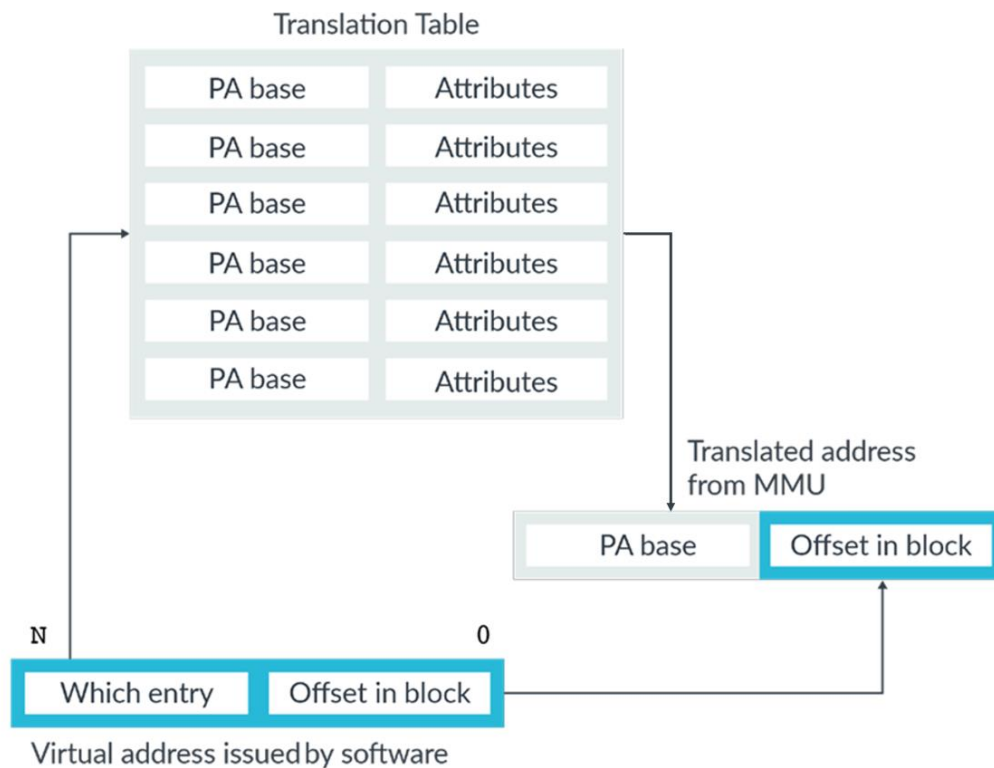 Translation Table
PA base Attributes
PA base Attributes
PA base Attributes
PA base Attributes
PA base Attributes
PA base Attributes
Translated address
from MMU
PA base Offset in block
N 0
Which entry Offset in block
Virtual address issued by software